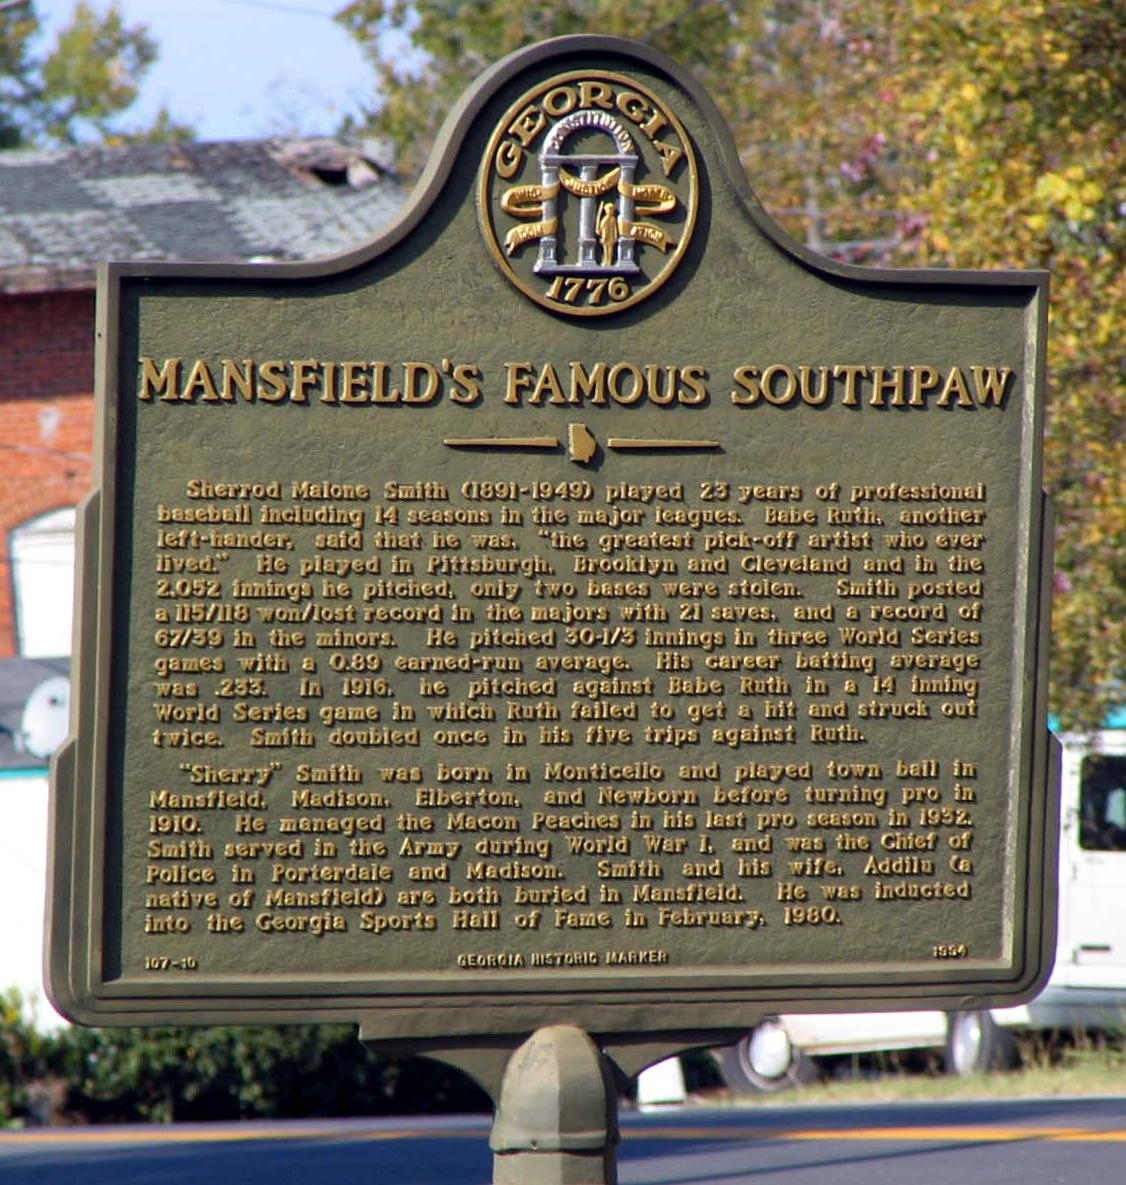 GEORGIA
CONSTITUTION
JUSTICE
1776
MANSFIELD'S FAMOUS SOUTHPAW
Sherrod Malone Smith (1891-1949) played 23 years of professional
baseball including 14 seasons in the major leagues. Babe Ruth, another
left-hander, said that he was, "the greatest pick-off artist who ever
lived." He played in Pittsburgh, Brooklyn and Cleveland and in the
2,052 innings he pitched, only two bases were stolen. Smith posted
a 115/118 won/lost record in the majors with 21 saves, and a record of
67/39 in the minors. He pitched 30-1/3 innings in three World Series
games with a 0.89 earned-run average. His career batting average
was .233. In 1916, he pitched against Babe Ruth in a 14 inning
World Series game in which Ruth failed to get a hit and struck out
twice. Smith doubled once in his five trips against Ruth.
"Sherry" Smith was born in Monticello and played town ball in
Mansfield, Madison, Elberton, and Newborn before turning pro in
1910. He managed the Macon Peaches in his last pro season in 1932.
Smith served in the Army during World War I, and was the Chief of
Police in Porterdale and Madison. Smith and his wife, Addilu (a
native of Mansfield) are both buried in Mansfield. He was inducted
into the Georgia Sports Hall of Fame in February, 1980.
107-10 GEORGIA HISTORIC MARKER 1994